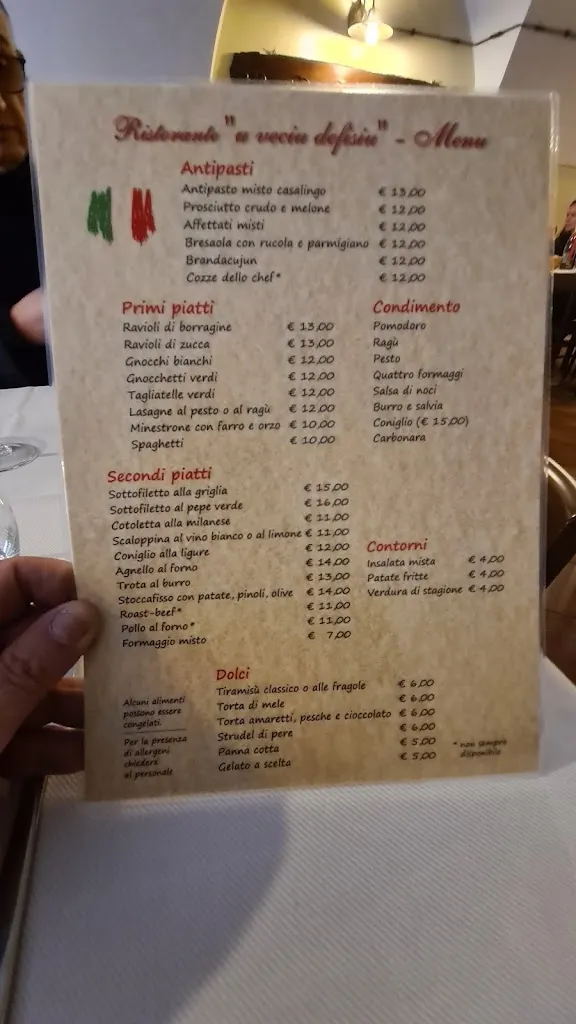 Ristorante "u veciu defisiu" - Menu
Antipasti
Antipasto misto casalingo € 13,00
Prosciutto crudo e melone € 12,00
Affettati misti € 12,00
Bresaola con rucola e parmigiano € 12,00
Brandacujun € 12,00
Cozze dello chef* € 12,00
Primi piatti
Ravioli di borragine € 13,00
Ravioli di zucca € 13,00
Gnocchi bianchi € 12,00
Gnocchetti verdi € 12,00
Tagliatelle verdi € 12,00
Lasagne al pesto o al ragù € 12,00
Minestrone con farro e orzo € 10,00
Spaghetti € 10,00
Condimento
Pomodoro
Ragù
Pesto
Quattro formaggi
Salsa di noci
Burro e salvia
Coniglio (€ 15,00)
Carbonara
Secondi piatti
Sottofiletto alla griglia € 15,00
Sottofiletto al pepe verde € 16,00
Cotoletta alla milanese € 11,00
Scaloppina al vino bianco o al limone € 11,00
Coniglio alla ligure € 12,00
Agnello al forno € 14,00
Trota al burro € 13,00
Stoccafisso con patate, pinoli, olive € 14,00
Roast-beef* € 11,00
Pollo al forno* € 11,00
Formaggio misto € 7,00
Contorni
Insalata mista € 4,00
Patate fritte € 4,00
Verdura di stagione € 4,00
Dolci
Tiramisù classico o alle fragole € 6,00
Torta di mele € 6,00
Torta amaretti, pesche e cioccolato € 6,00
Strudel di pere € 6,00
Panna cotta € 5,00
Gelato a scelta € 5,00
Alcuni alimenti
possono essere
congelati.
Per la presenza
di allergeni
chiedere
al personale
* non sempre
disponibile